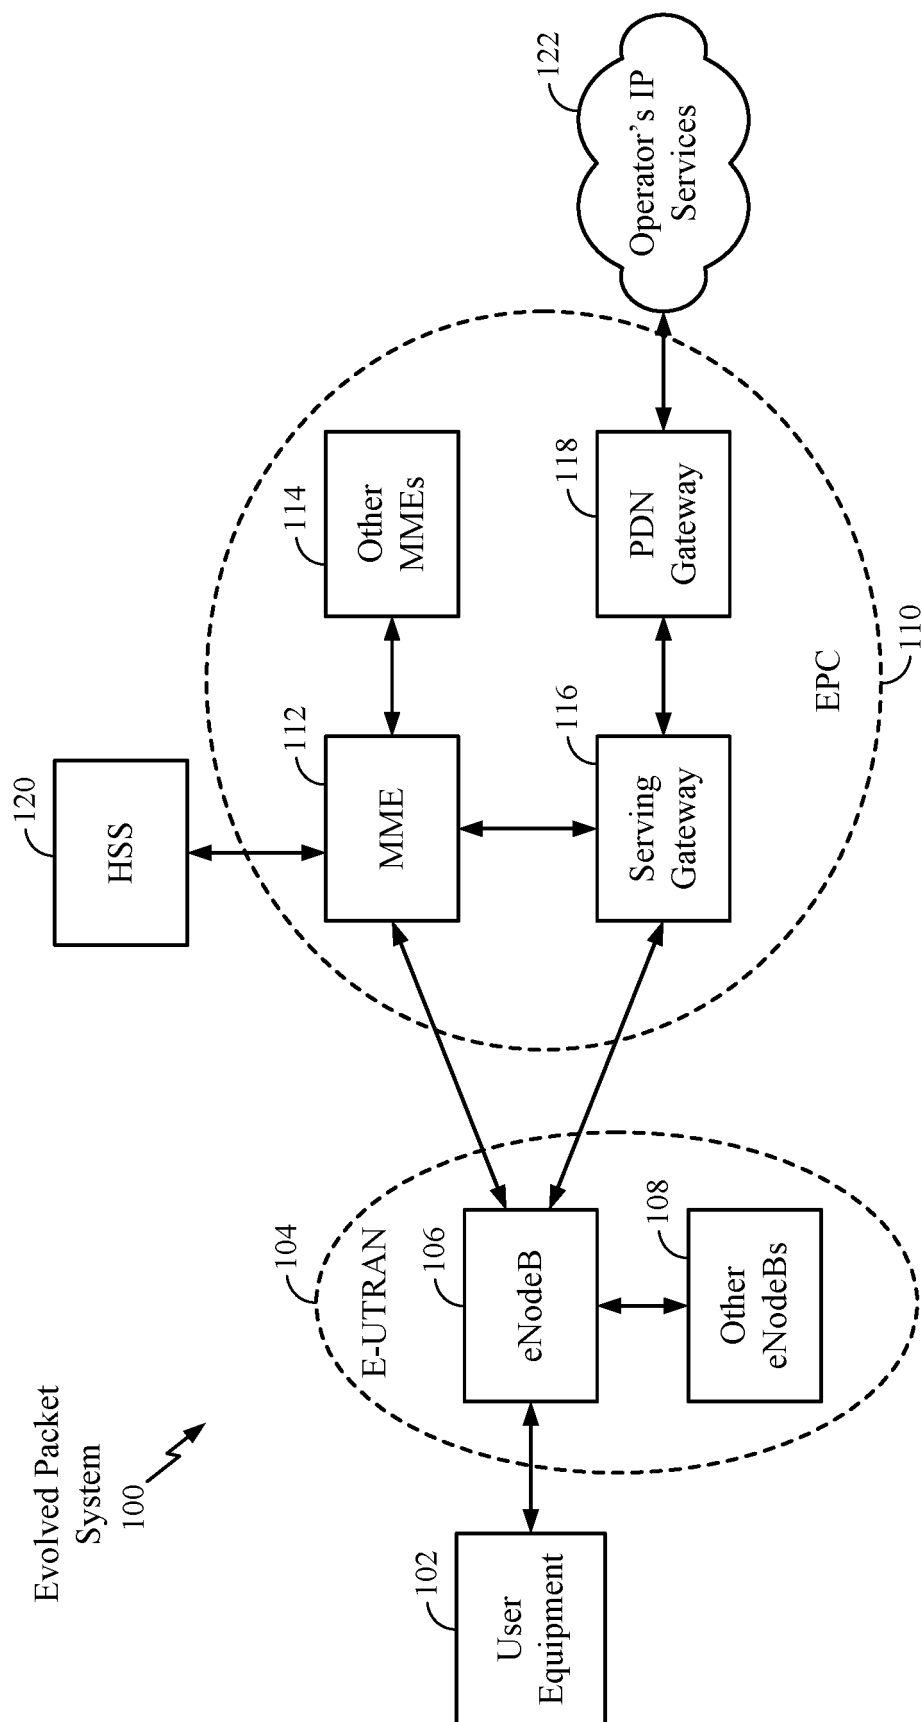 Evolved Packet
System
100
120
HSS
104
E-UTRAN
102
User
Equipment
106
eNodeB
108
Other
eNodeBs
112
MME
114
Other
MMEs
116
Serving
Gateway
118
PDN
Gateway
EPC
110
122
Operator's IP
Services